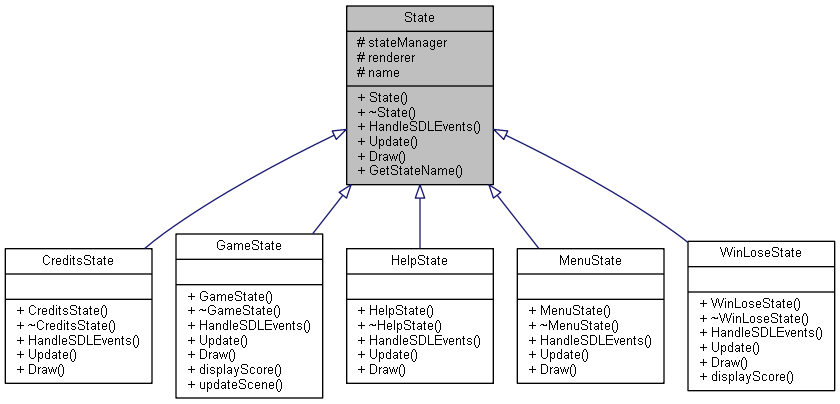 State
# stateManager
# renderer
# name
+ State()
+ ~State()
+ HandleSDLEvents()
+ Update()
+ Draw()
+ GetStateName()
CreditsState
+ CreditsState()
+ ~CreditsState()
+ HandleSDLEvents()
+ Update()
+ Draw()
GameState
+ GameState()
+ ~GameState()
+ HandleSDLEvents()
+ Update()
+ Draw()
+ displayScore()
+ updateScene()
HelpState
+ HelpState()
+ ~HelpState()
+ HandleSDLEvents()
+ Update()
+ Draw()
MenuState
+ MenuState()
+ ~MenuState()
+ HandleSDLEvents()
+ Update()
+ Draw()
WinLoseState
+ WinLoseState()
+ ~WinLoseState()
+ HandleSDLEvents()
+ Update()
+ Draw()
+ displayScore()